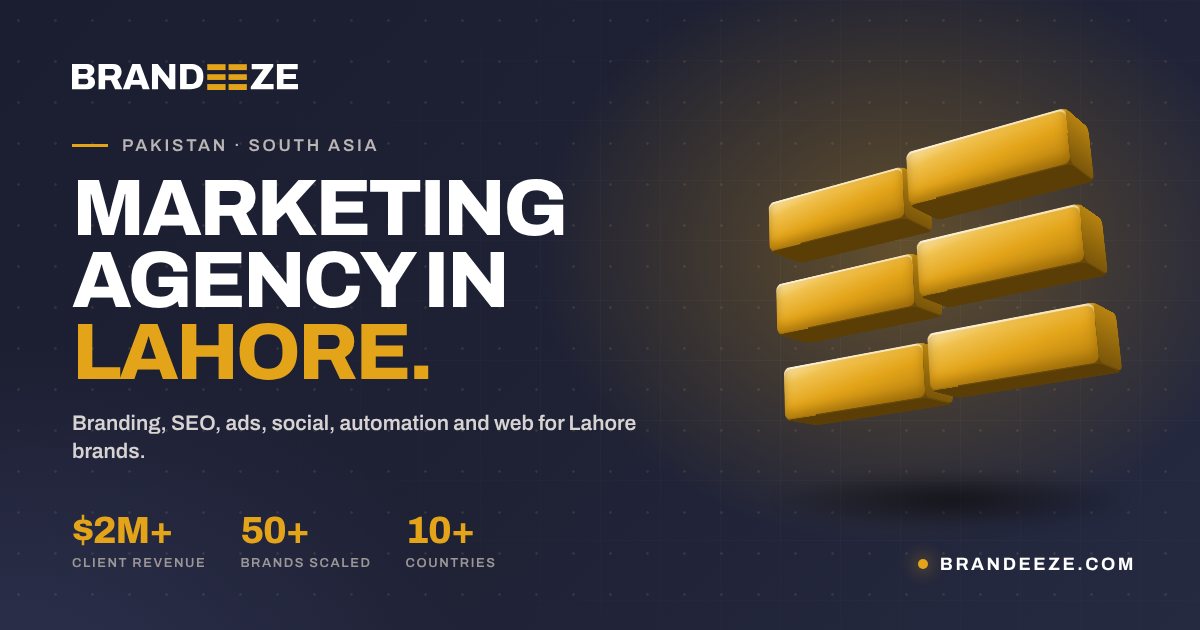 BRANDEEZE
PAKISTAN · SOUTH ASIA
MARKETING
AGENCY IN
LAHORE.
Branding, SEO, ads, social, automation and web for Lahore
brands.
$2M+ 50+ 10+
CLIENT REVENUE BRANDS SCALED COUNTRIES
BRANDEEZE.COM